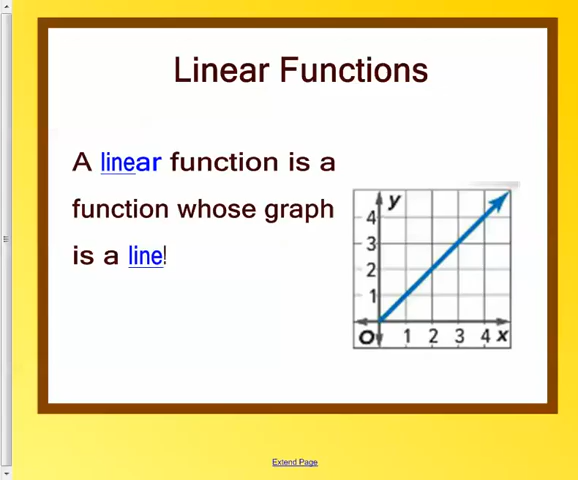 Linear Functions
A linear function is a
function whose graph
is a line!
y
4
3
2
1
O 1 2 3 4 x
Extend Page